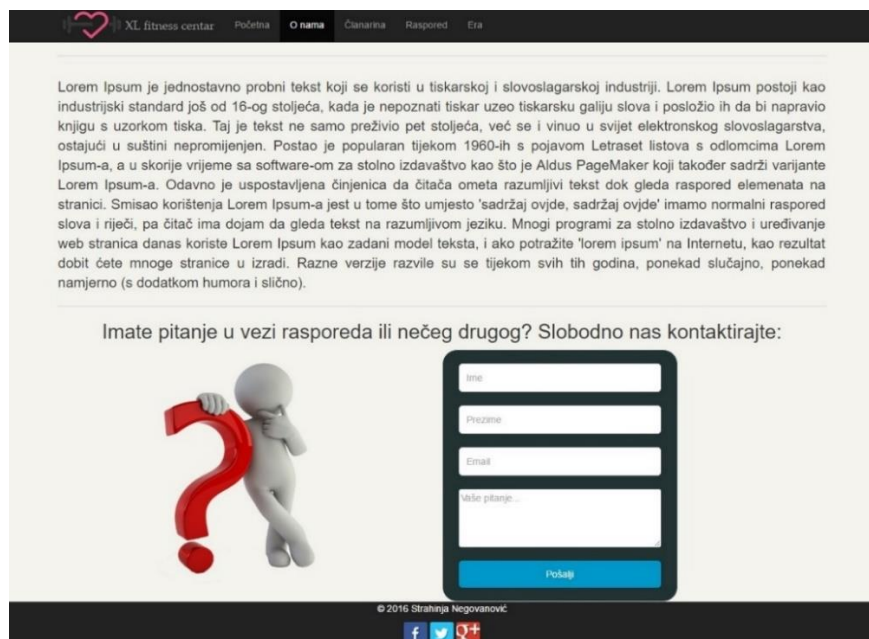 XL fitness centar Početna O nama Članarina Raspored Era
Lorem Ipsum je jednostavno probni tekst koji se koristi u tiskarskoj i slovoslagarskoj industriji. Lorem Ipsum postoji kao
industrijski standard još od 16-og stoljeća, kada je nepoznati tiskar uzeo tiskarsku galiju slova i posložio ih da bi napravio
knjigu s uzorkom tiska. Taj je tekst ne samo preživio pet stoljeća, već se i vinuo u svijet elektronskog slovoslagarstva,
ostajući u suštini nepromijenjen. Postao je popularan tijekom 1960-ih s pojavom Letraset listova s odlomcima Lorem
Ipsum-a, a u skorije vrijeme sa software-om za stolno izdavaštvo kao što je Aldus PageMaker koji također sadrži varijante
Lorem Ipsum-a. Odavno je uspostavljena činjenica da čitača ometa razumljivi tekst dok gleda raspored elemenata na
stranici. Smisao korištenja Lorem Ipsum-a jest u tome što umjesto 'sadržaj ovjde, sadržaj ovjde' imamo normalni raspored
slova i riječi, pa čitač ima dojam da gleda tekst na razumljivom jeziku. Mnogi programi za stolno izdavaštvo i uređivanje
web stranica danas koriste Lorem Ipsum kao zadani model teksta, i ako potražite 'lorem ipsum' na Internetu, kao rezultat
dobit ćete mnoge stranice u izradi. Razne verzije razvile su se tijekom svih tih godina, ponekad slučajno, ponekad
namjerno (s dodatkom humora i slično).
Imate pitanje u vezi rasporeda ili nečeg drugog? Slobodno nas kontaktirajte:
Ime
Prezime
Email
Vaše pitanje...
Pošalji
© 2016 Strahinja Negovanović
f g+